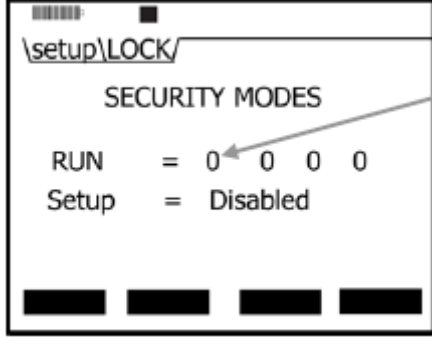 \setup\LOCK/
SECURITY MODES
RUN = 0 0 0 0
Setup = Disabled